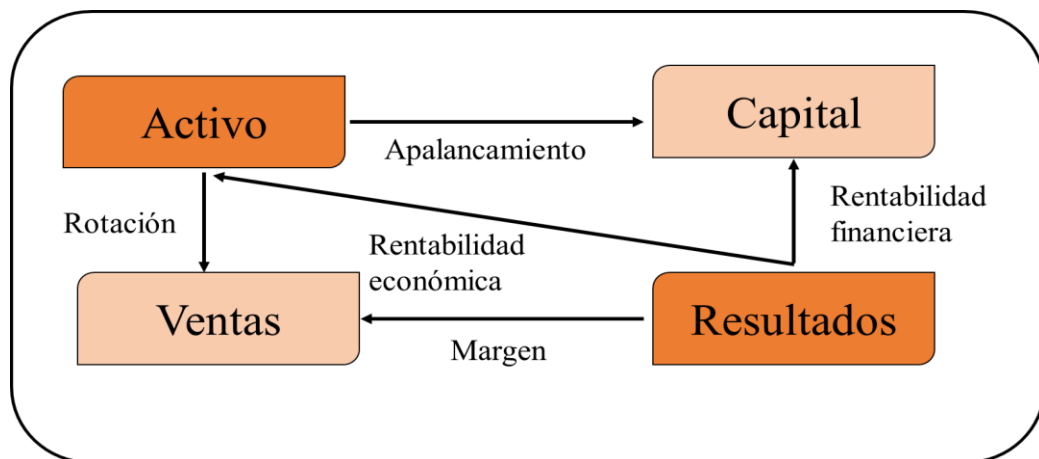 Activo
Capital
Apalancamiento
Rotación
Rentabilidad
económica
Rentabilidad
financiera
Ventas
Resultados
Margen